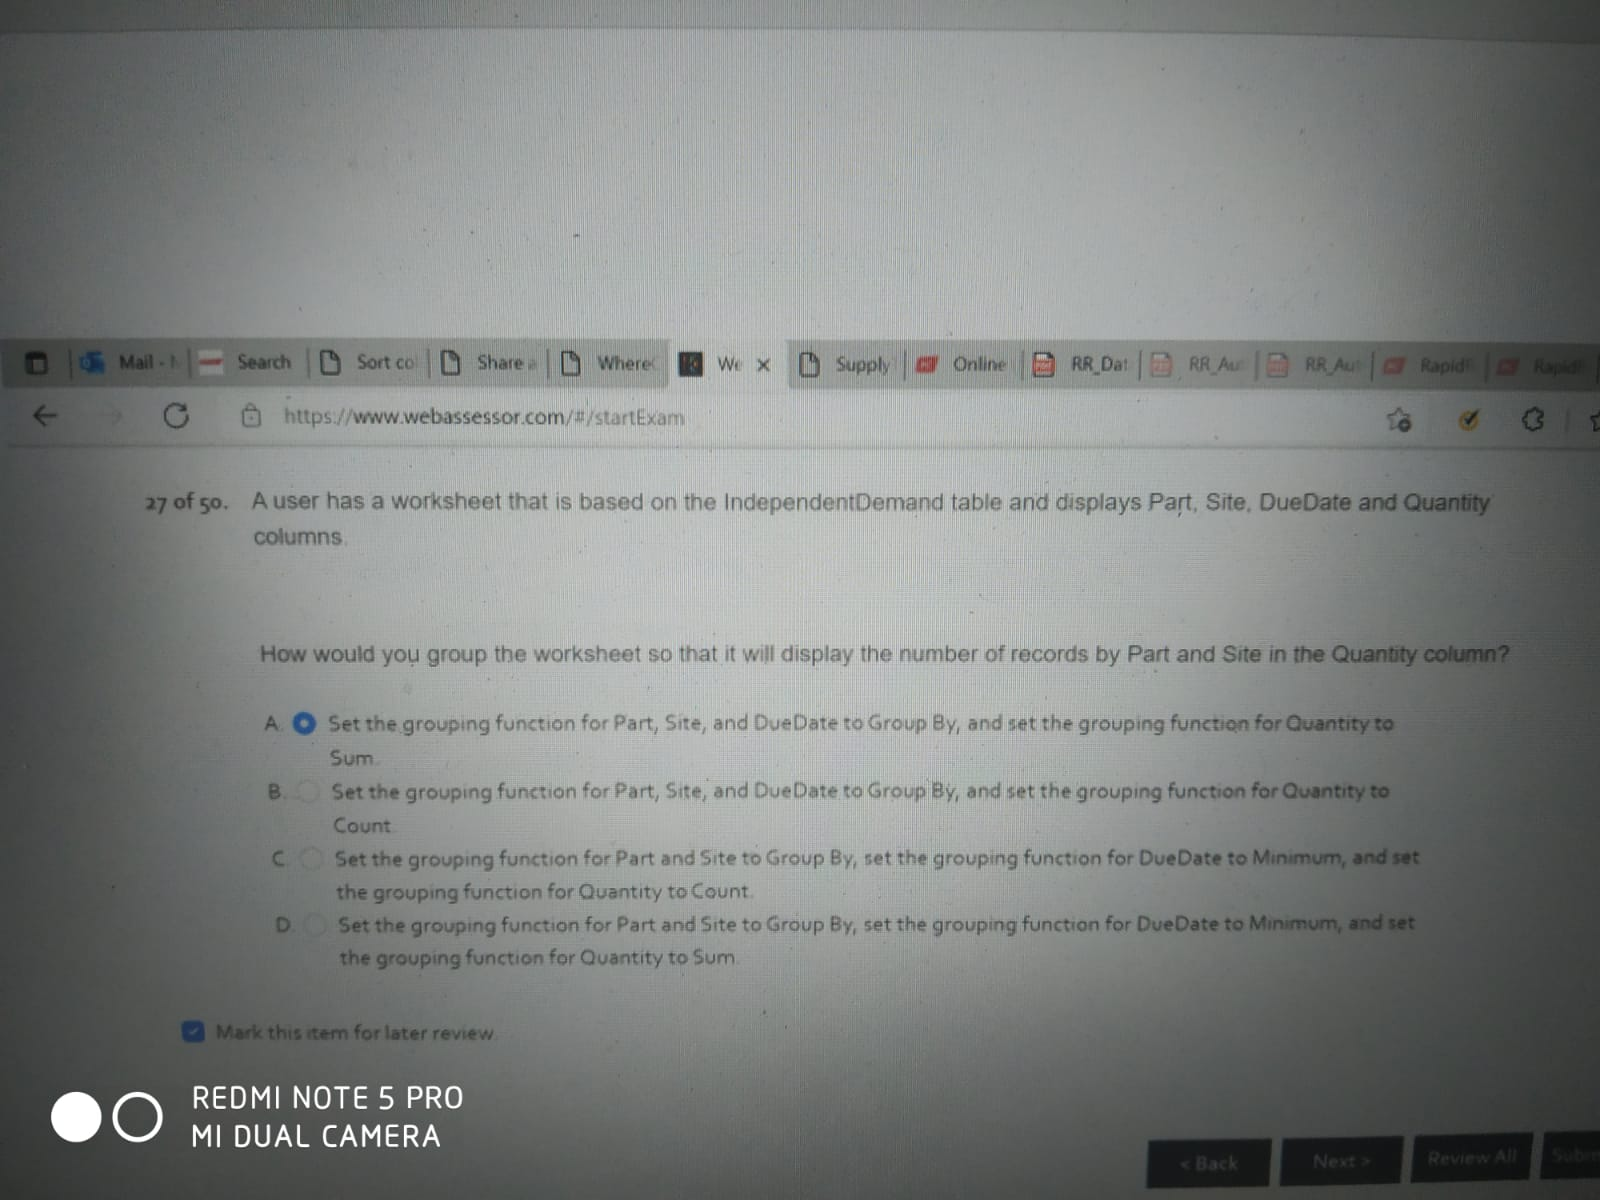 Mail - Search Sort co Share Where We Supply Online RR_Dat RR_Au RR_Aut
https://www.webassessor.com/#/startExam
27 of 50. A user has a worksheet that is based on the IndependentDemand table and displays Part, Site, DueDate and Quantity
columns.
How would you group the worksheet so that it will display the number of records by Part and Site in the Quantity column?
A. Set the grouping function for Part, Site, and DueDate to Group By, and set the grouping function for Quantity to
Sum.
B. Set the grouping function for Part, Site, and DueDate to Group By, and set the grouping function for Quantity to
Count.
C. Set the grouping function for Part and Site to Group By, set the grouping function for DueDate to Minimum, and set
the grouping function for Quantity to Count.
D. Set the grouping function for Part and Site to Group By, set the grouping function for DueDate to Minimum, and set
the grouping function for Quantity to Sum.
Mark this item for later review.
REDMI NOTE 5 PRO
MI DUAL CAMERA
< Back Next > Review All